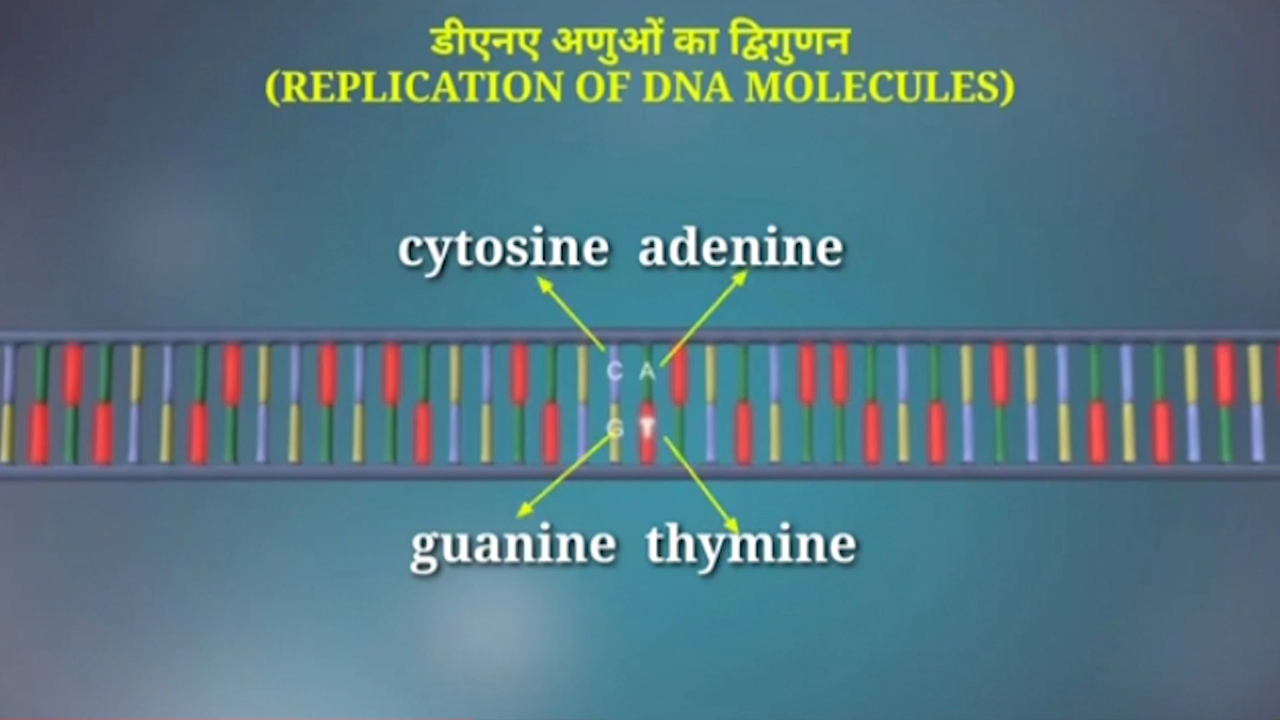 डीएनए अणुओं का द्विगुणन
(REPLICATION OF DNA MOLECULES)
cytosine adenine
C A
G T
guanine thymine